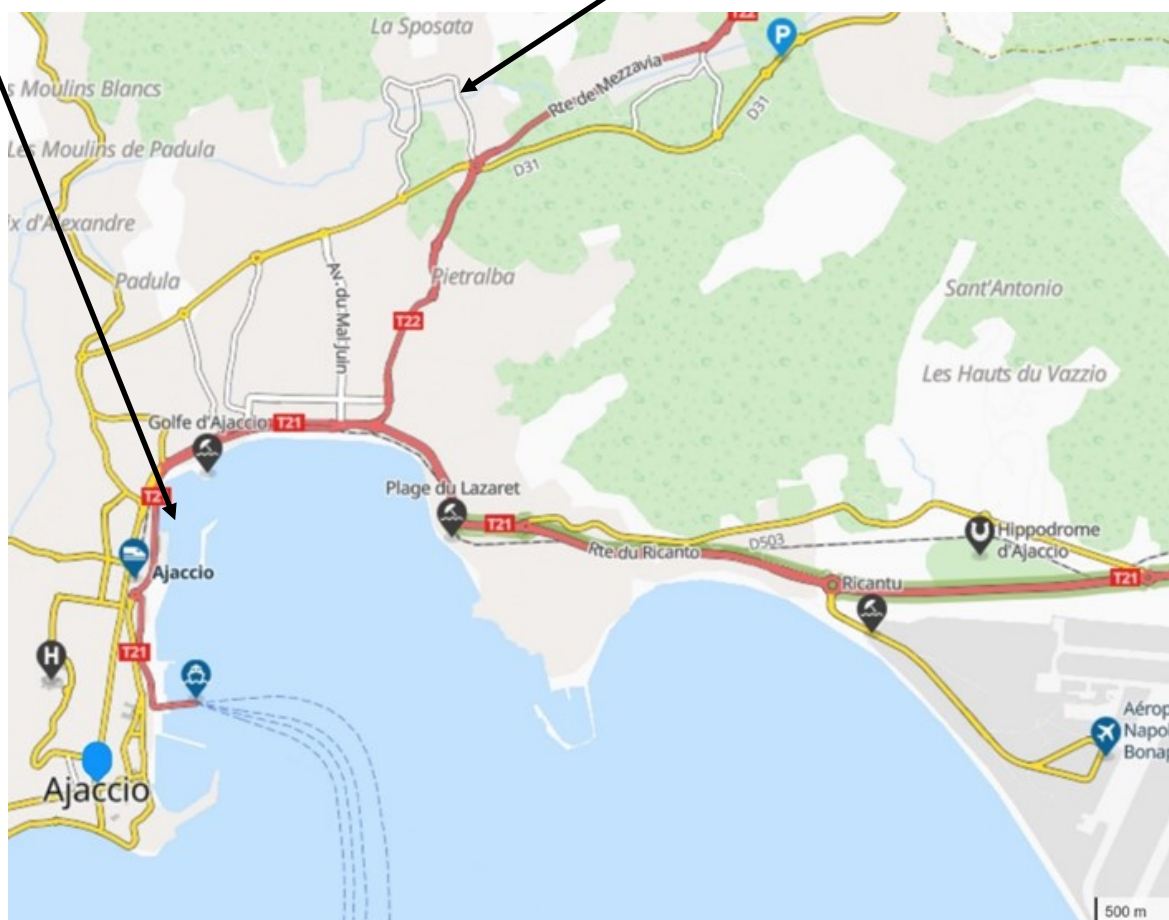 La Sposata
T22
P
s Moulins Blancs
Rte de Mezzavia
D31
Les Moulins de Padula
D31
ix d'Alexandre
Padula
Av. du Mal Juin
Pietralba
Sant'Antonio
T22
Les Hauts du Vazzio
Golfe d'Ajaccio
T21
Plage du Lazaret
T21
T21
Hippodrome
d'Ajaccio
Rte du Ricanto
D503
Ajaccio
Ricantu
T21
H
T21
Aérop
Napol
Bonap
Ajaccio
500 m